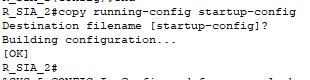 R_SIA_2#copy running-config startup-config
Destination filename [startup-config]?
Building configuration...
[OK]
R_SIA_2#